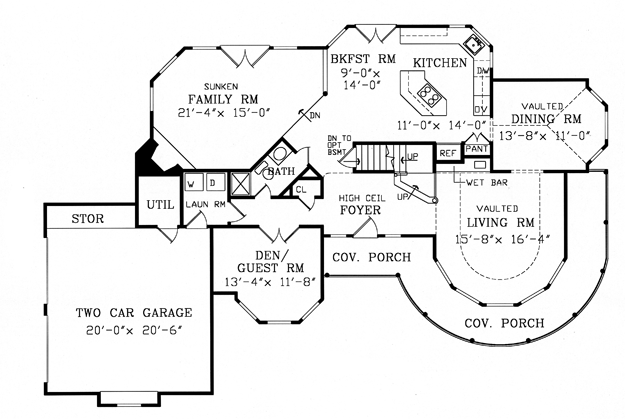 BKFST RM
9'-0"x
14'-0"
KITCHEN
DW
OV
11'-0" x 14'-0"
SUNKEN
FAMILY RM
21'-4"x 15'-0"
DN
VAULTED
DINING RM
13'-8"x 11'-0"
DN TO
OPT
BSMT
UP
REF
PANT
WET BAR
BATH
W
D
LAUN RM
UTIL
CL
UP
HIGH CEIL
FOYER
VAULTED
LIVING RM
15'-8" x 16'-4"
STOR
DEN/
GUEST RM
13'-4"x 11'-8"
COV. PORCH
TWO CAR GARAGE
20'-0"x 20'-6"
COV. PORCH